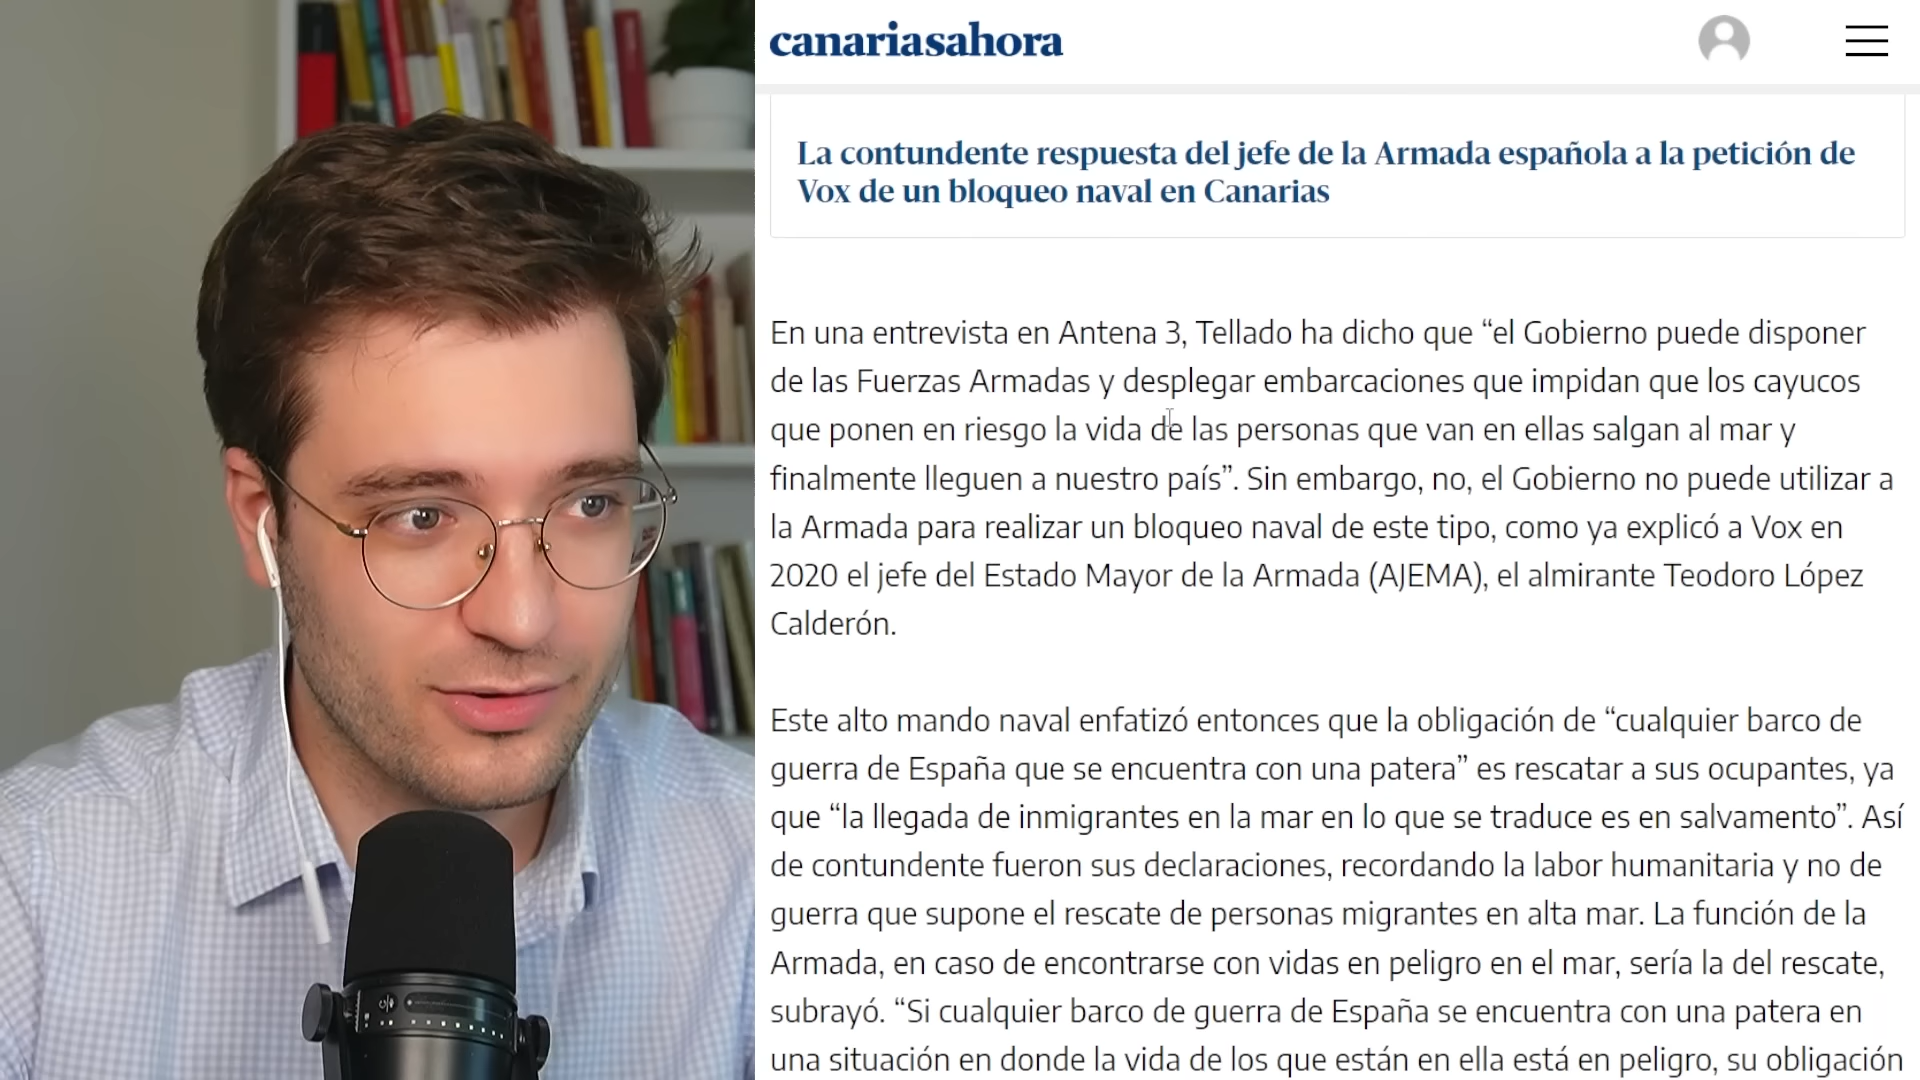 canariasahora
La contundente respuesta del jefe de la Armada española a la petición de
Vox de un bloqueo naval en Canarias
En una entrevista en Antena 3, Tellado ha dicho que “el Gobierno puede disponer
de las Fuerzas Armadas y desplegar embarcaciones que impidan que los cayucos
que ponen en riesgo la vida de las personas que van en ellas salgan al mar y
finalmente lleguen a nuestro país”. Sin embargo, no, el Gobierno no puede utilizar a
la Armada para realizar un bloqueo naval de este tipo, como ya explicó a Vox en
2020 el jefe del Estado Mayor de la Armada (AJEMA), el almirante Teodoro López
Calderón.
Este alto mando naval enfatizó entonces que la obligación de “cualquier barco de
guerra de España que se encuentra con una patera” es rescatar a sus ocupantes, ya
que “la llegada de inmigrantes en la mar en lo que se traduce es en salvamento”. Así
de contundente fueron sus declaraciones, recordando la labor humanitaria y no de
guerra que supone el rescate de personas migrantes en alta mar. La función de la
Armada, en caso de encontrarse con vidas en peligro en el mar, sería la del rescate,
subrayó. “Si cualquier barco de guerra de España se encuentra con una patera en
una situación en donde la vida de los que están en ella está en peligro, su obligación